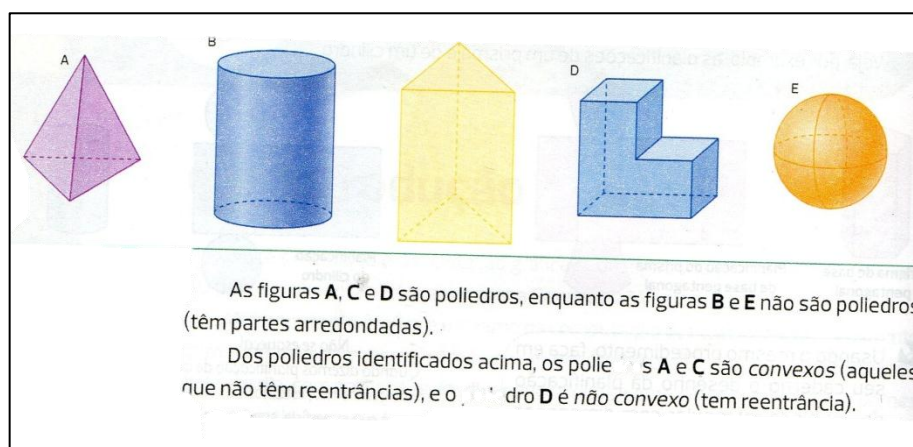 A
B
D
E
As figuras A, C e D são poliedros, enquanto as figuras B e E não são poliedros
(têm partes arredondadas).
Dos poliedros identificados acima, os polie s A e C são convexos (aqueles
que não têm reentrâncias), e o dro D é não convexo (tem reentrância).